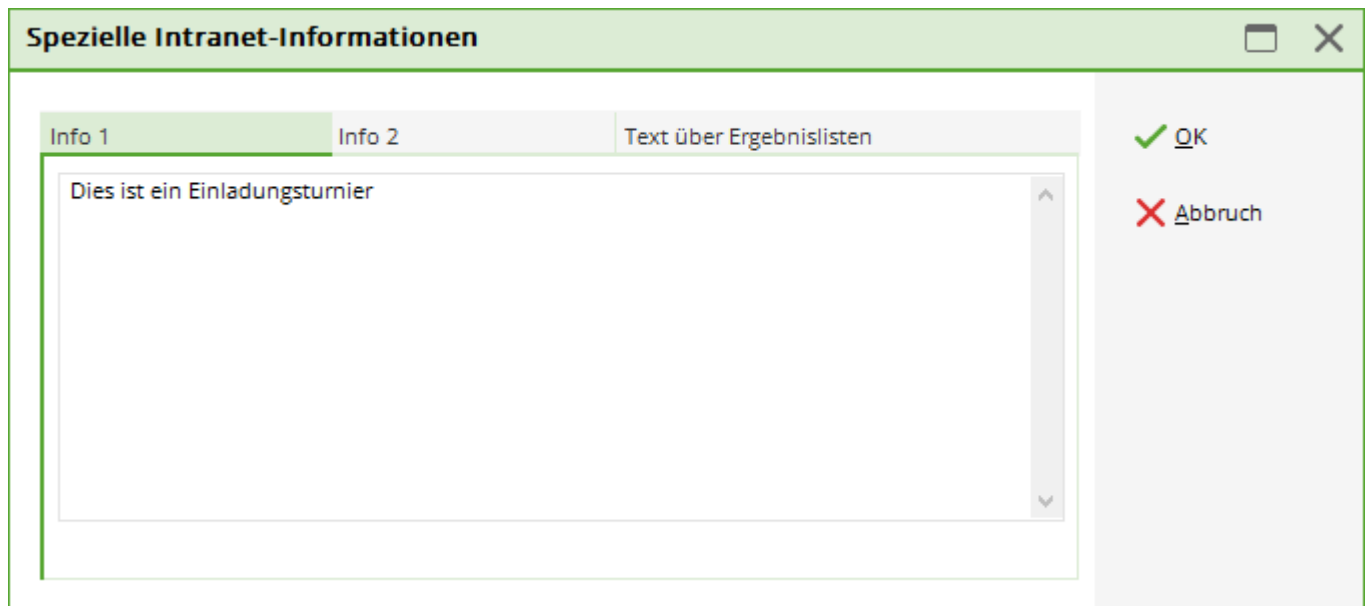 Spezielle Intranet-Informationen
Info 1
Info 2
Text über Ergebnislisten
OK
Dies ist ein Einladungsturnier
Abbruch